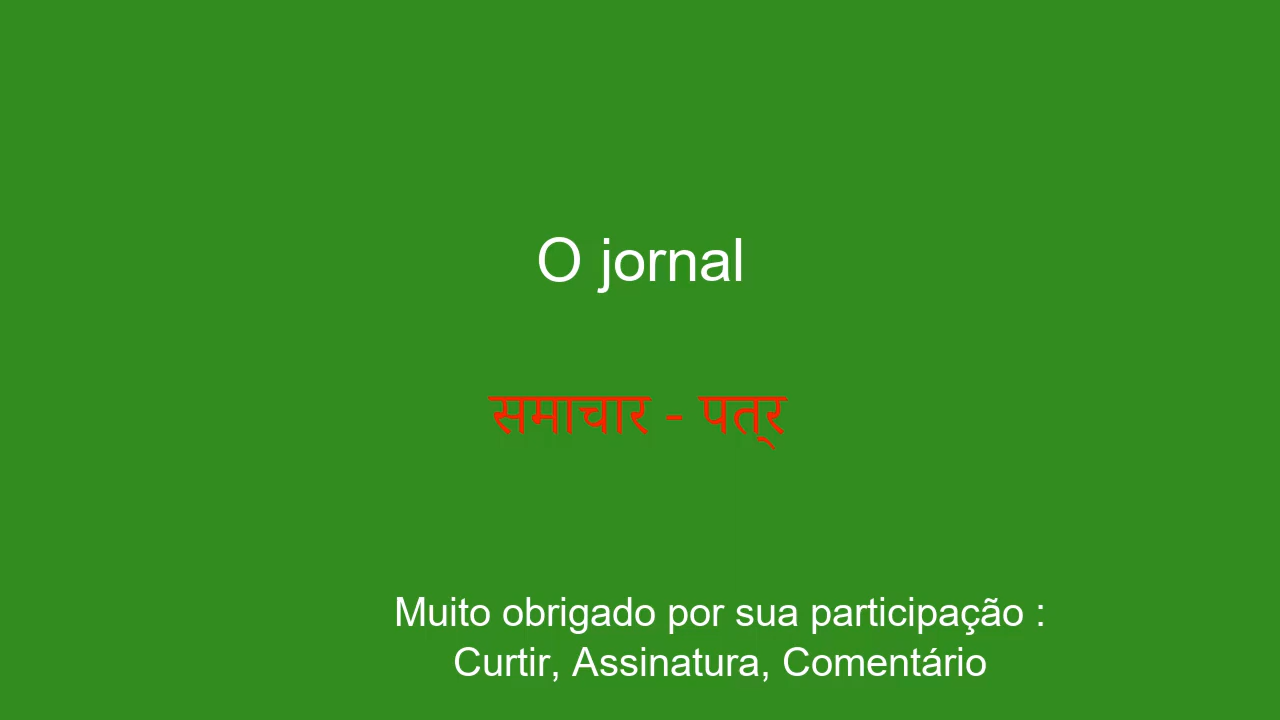 O jornal
समाचार - पत्‌र
Muito obrigado por sua participação :
Curtir, Assinatura, Comentário